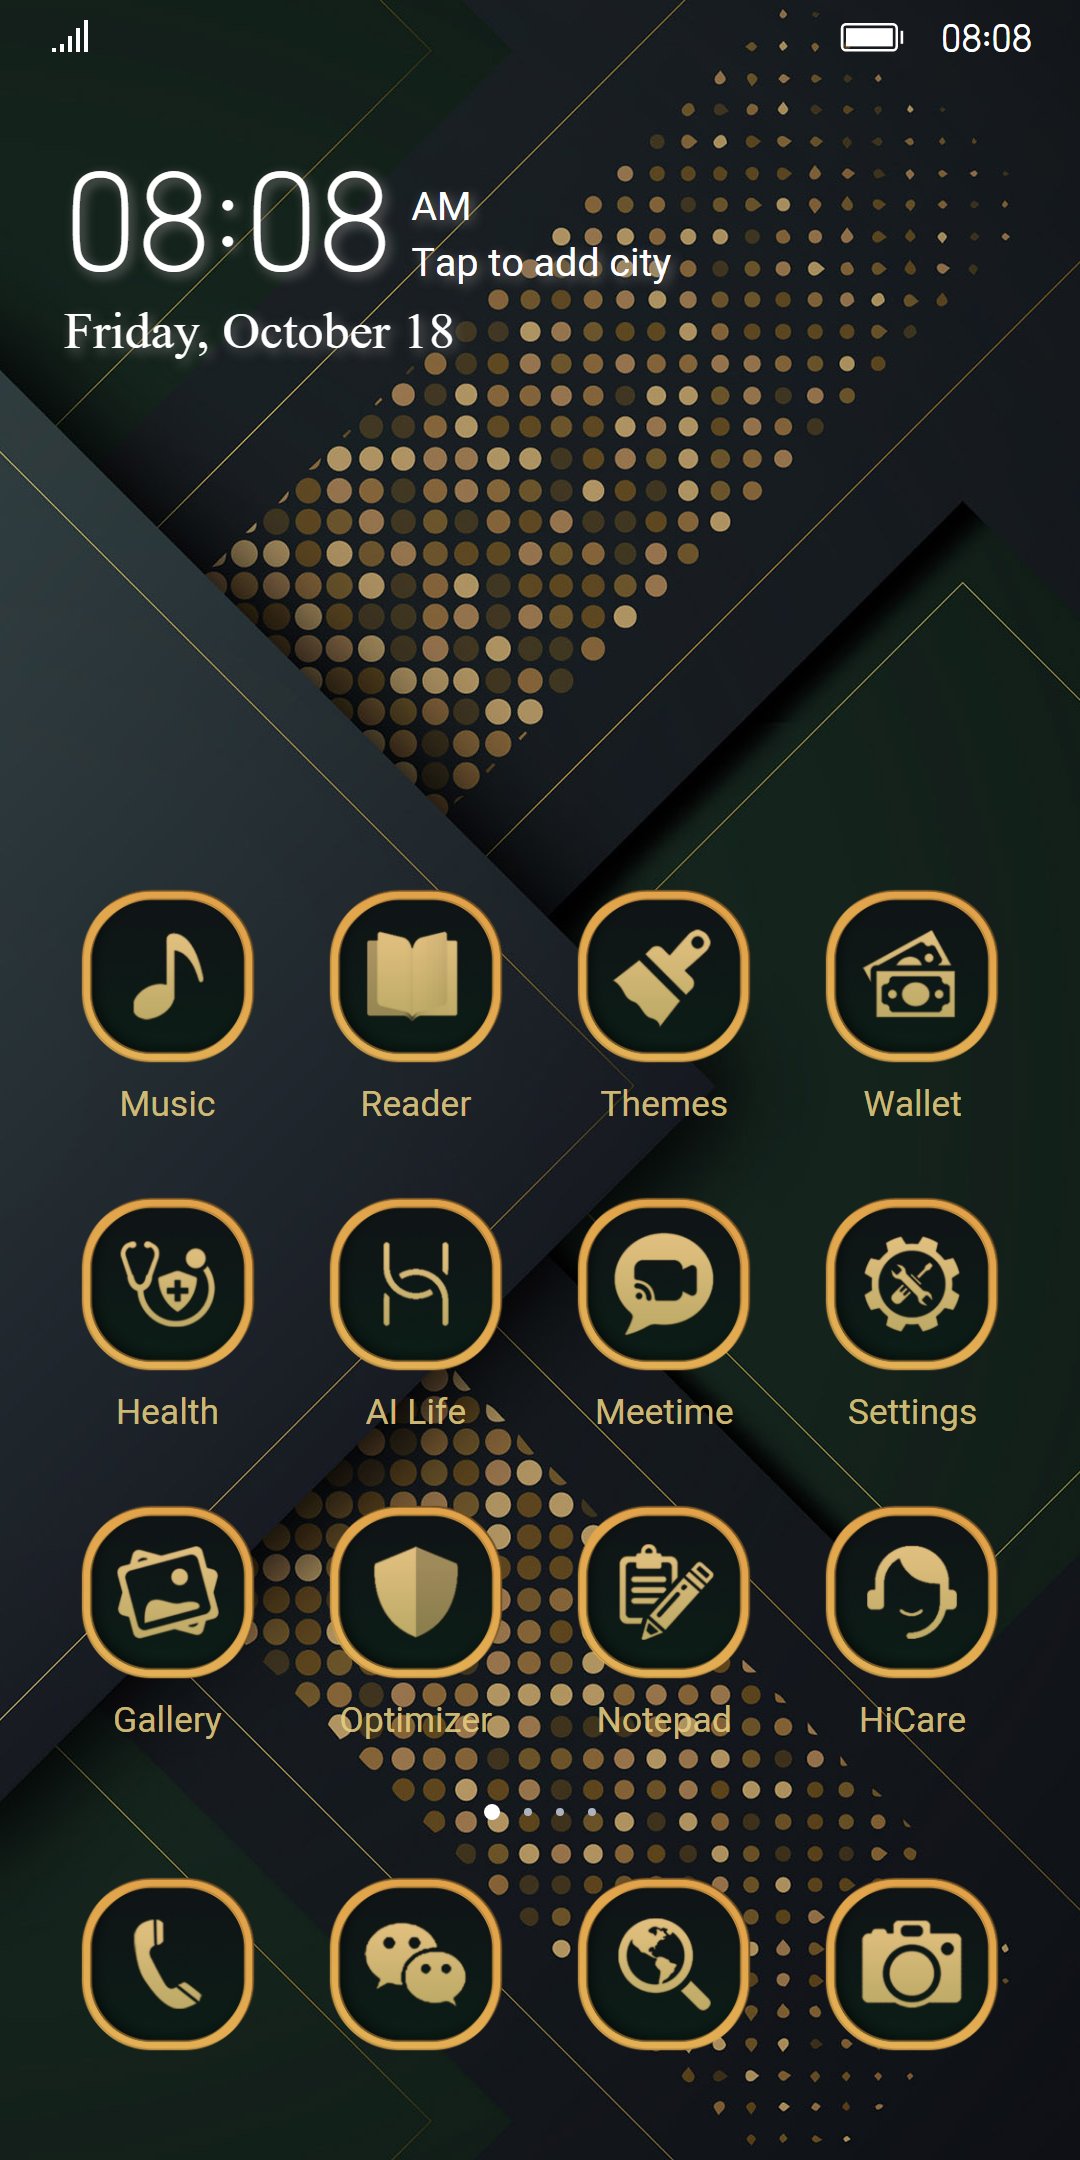 08:08
08:08 AM
Tap to add city
Friday, October 18
Music Reader Themes Wallet
Health AI Life Meetime Settings
Gallery Optimizer Notepad HiCare